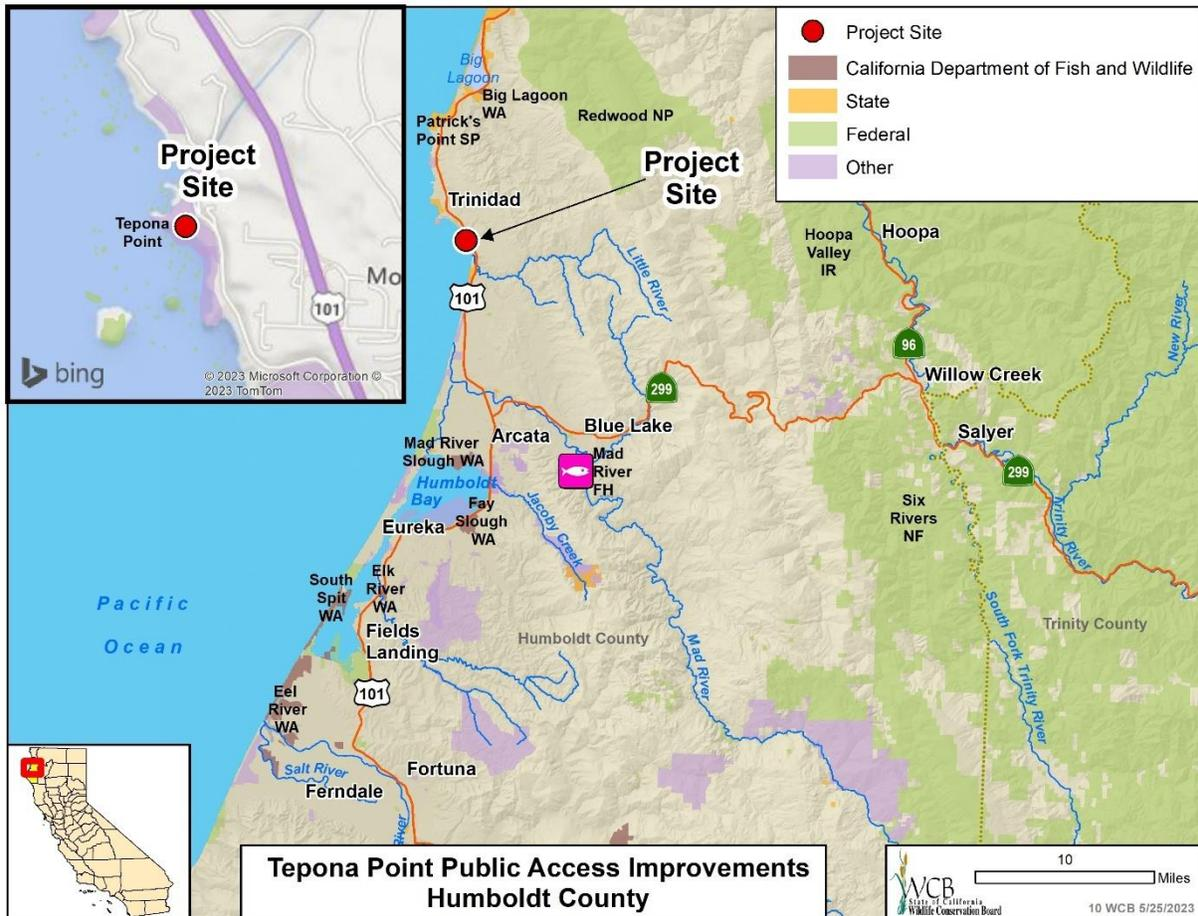 Project
Site
Tepona
Point
Mo
101
bing
© 2023 Microsoft Corporation ©
2023 TomTom
Project Site
California Department of Fish and Wildlife
State
Federal
Other
Big
Lagoon
Big Lagoon
WA
Patrick's
Point SP
Redwood NP
Trinidad
Project
Site
101
Little River
Hoopa
Valley
IR
Hoopa
New River
96
Willow Creek
299
Blue Lake
Arcata
Salyer
299
Mad River
Slough WA
Mad
River
FH
Humboldt
Bay
Fay
Slough
WA
Jacoby Creek
Six
Rivers
NF
Trinity River
Eureka
Elk
River
WA
South
Spit
WA
Pacific
Ocean
Fields
Landing
Humboldt County
Mad River
South Fork Trinity River
Trinity County
101
Eel
River
WA
Salt River
Fortuna
Ferndale
River
Tepona Point Public Access Improvements
Humboldt County
WCB
State of California
Wildlife Conservation Board
10
Miles
10 WCB 5/25/2023